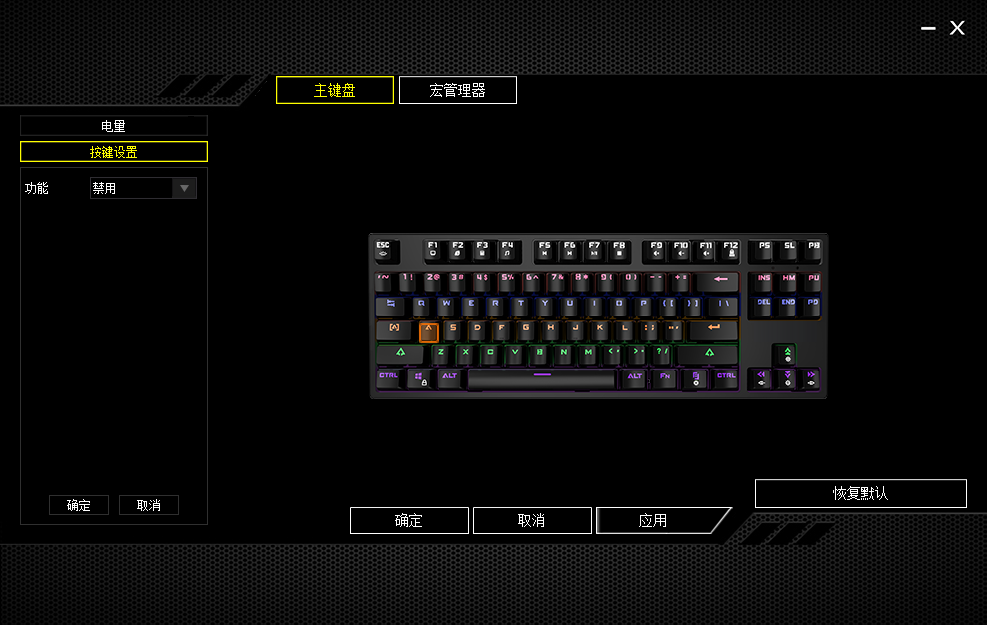 主键盘 宏管理器
电量
按键设置
功能 禁用
ESC F1 F2 F3 F4 F5 F6 F7 F8 F9 F10 F11 F12 PS SL PB
`~ 1! 2@ 3# 4$ 5% 6^ 7& 8* 9( 0) -- += INS HM PU
Q W E R T Y U I O P {[ }] |\ DEL END PD
[A] A S D F G H J K L
Z X C V B N M <, >. ?/
CTRL ALT ALT FN CTRL
确定 取消
恢复默认
确定 取消 应用